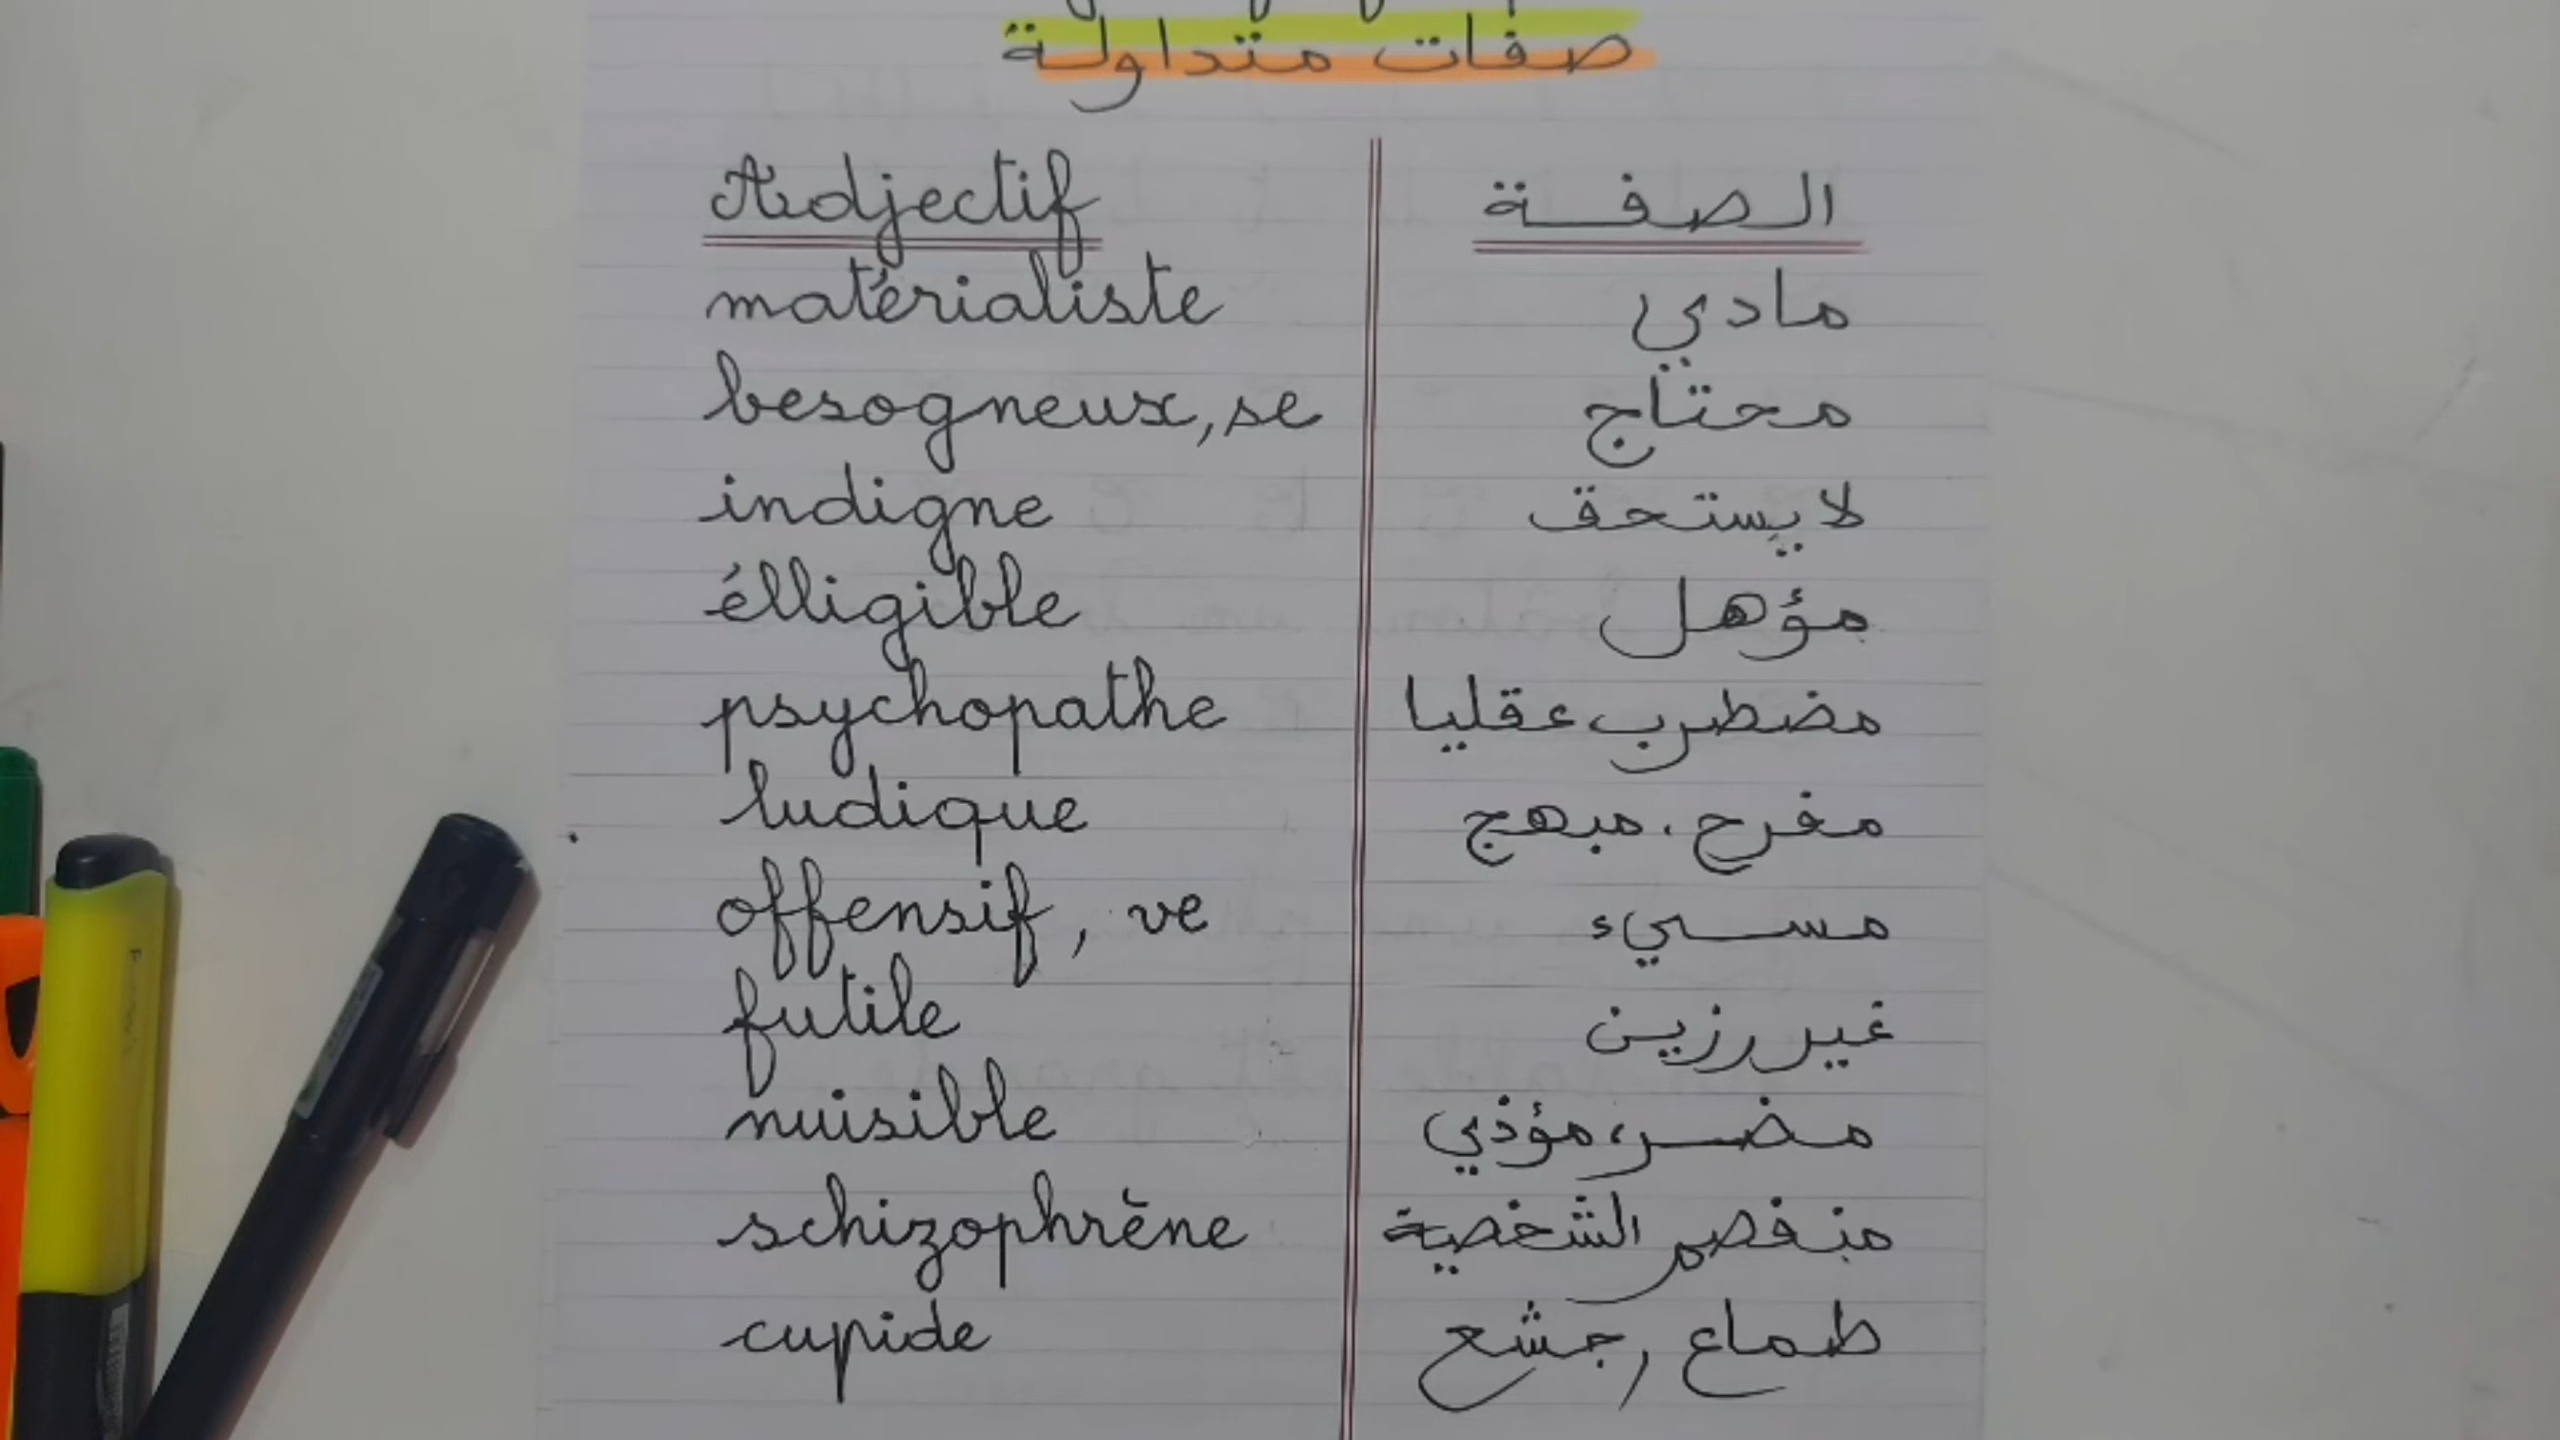 صفات متداولة
Adjectif الصفة
matérialiste مادي
besogneux, se محتاج
indigne لا يستحق
élligible مؤهل
psychopathe مضطرب عقليا
ludique مفرح، مبهج
offensif, ve مسيء
futile غير رزين
nuisible مضر، مؤذي
schizophrène منفصم الشخصية
cupide طماع, جشع